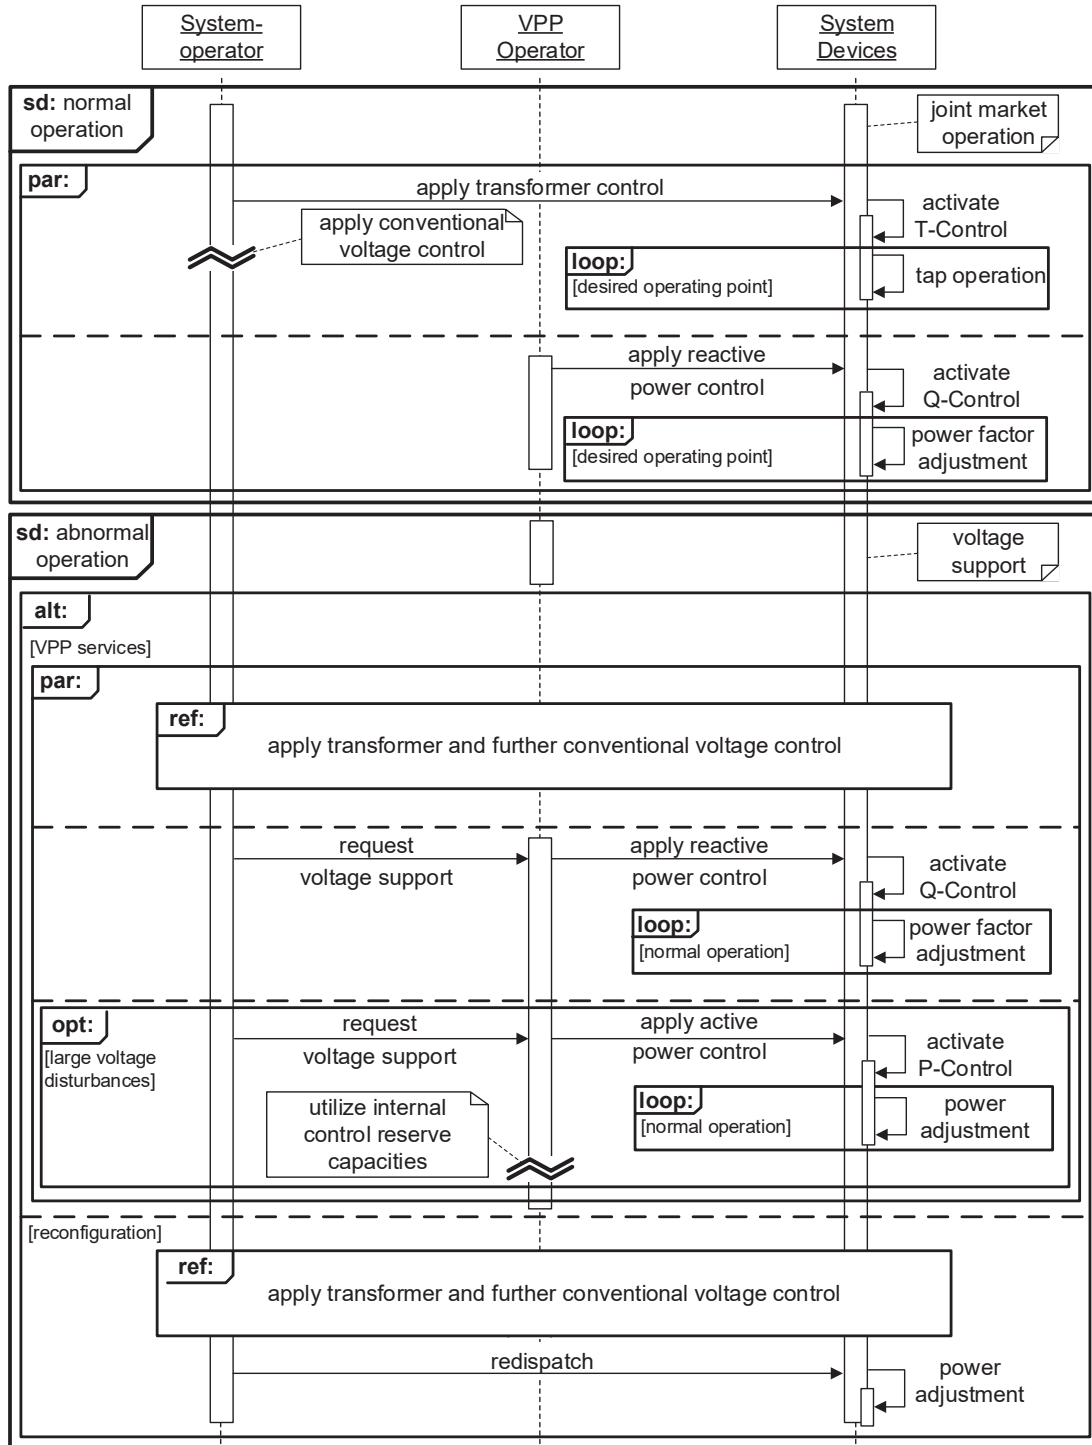 System-
operator
VPP
Operator
System
Devices
sd: normal
operation
joint market
operation
par:
apply transformer control
activate
T-Control
apply conventional
voltage control
loop:
[desired operating point]
tap operation
apply reactive
power control
activate
Q-Control
loop:
[desired operating point]
power factor
adjustment
sd: abnormal
operation
voltage
support
alt:
[VPP services]
par:
ref:
apply transformer and further conventional voltage control
request
voltage support
apply reactive
power control
activate
Q-Control
loop:
[normal operation]
power factor
adjustment
opt:
[large voltage
disturbances]
request
voltage support
apply active
power control
activate
P-Control
utilize internal
control reserve
capacities
loop:
[normal operation]
power
adjustment
[reconfiguration]
ref:
apply transformer and further conventional voltage control
redispatch
power
adjustment